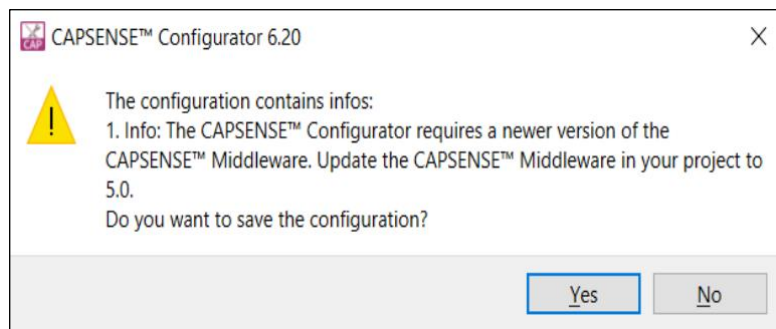 CAPSENSE™ Configurator 6.20
The configuration contains infos:
1. Info: The CAPSENSE™ Configurator requires a newer version of the
CAPSENSE™ Middleware. Update the CAPSENSE™ Middleware in your project to
5.0.
Do you want to save the configuration?
Yes No